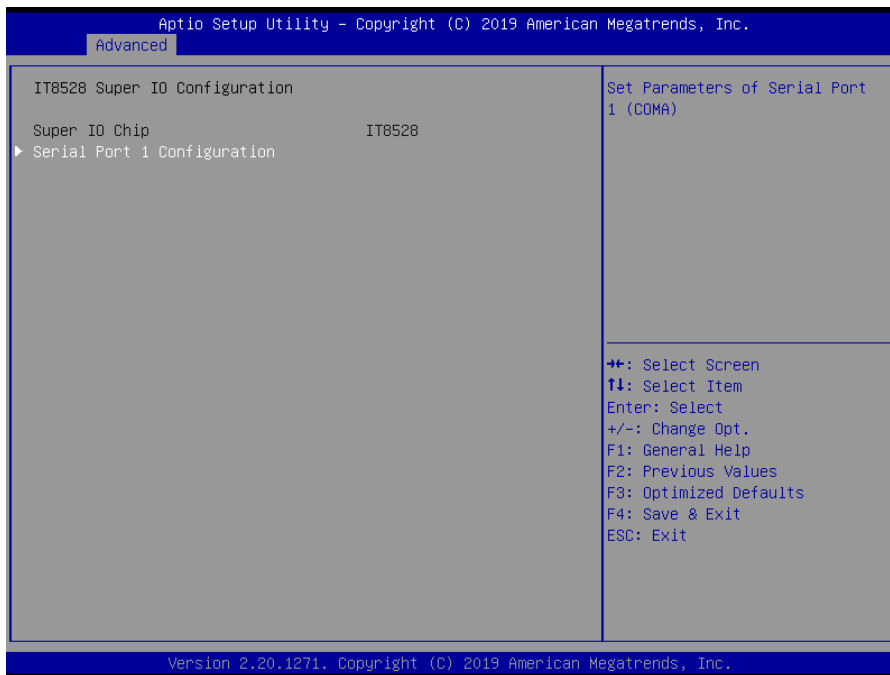 Aptio Setup Utility – Copyright (C) 2019 American Megatrends, Inc.
Advanced
IT8528 Super IO Configuration
Super IO Chip IT8528
Serial Port 1 Configuration
Set Parameters of Serial Port
1 (COMA)
→←: Select Screen
↑↓: Select Item
Enter: Select
+/-: Change Opt.
F1: General Help
F2: Previous Values
F3: Optimized Defaults
F4: Save & Exit
ESC: Exit
Version 2.20.1271. Copyright (C) 2019 American Megatrends, Inc.